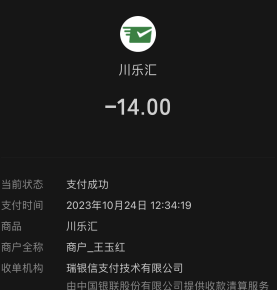 川乐汇
-14.00
当前状态 支付成功
支付时间 2023年10月24日 12:34:19
商品 川乐汇
商户全称 商户_王玉红
收单机构 瑞银信支付技术有限公司
由中国银联股份有限公司提供收款清算服务